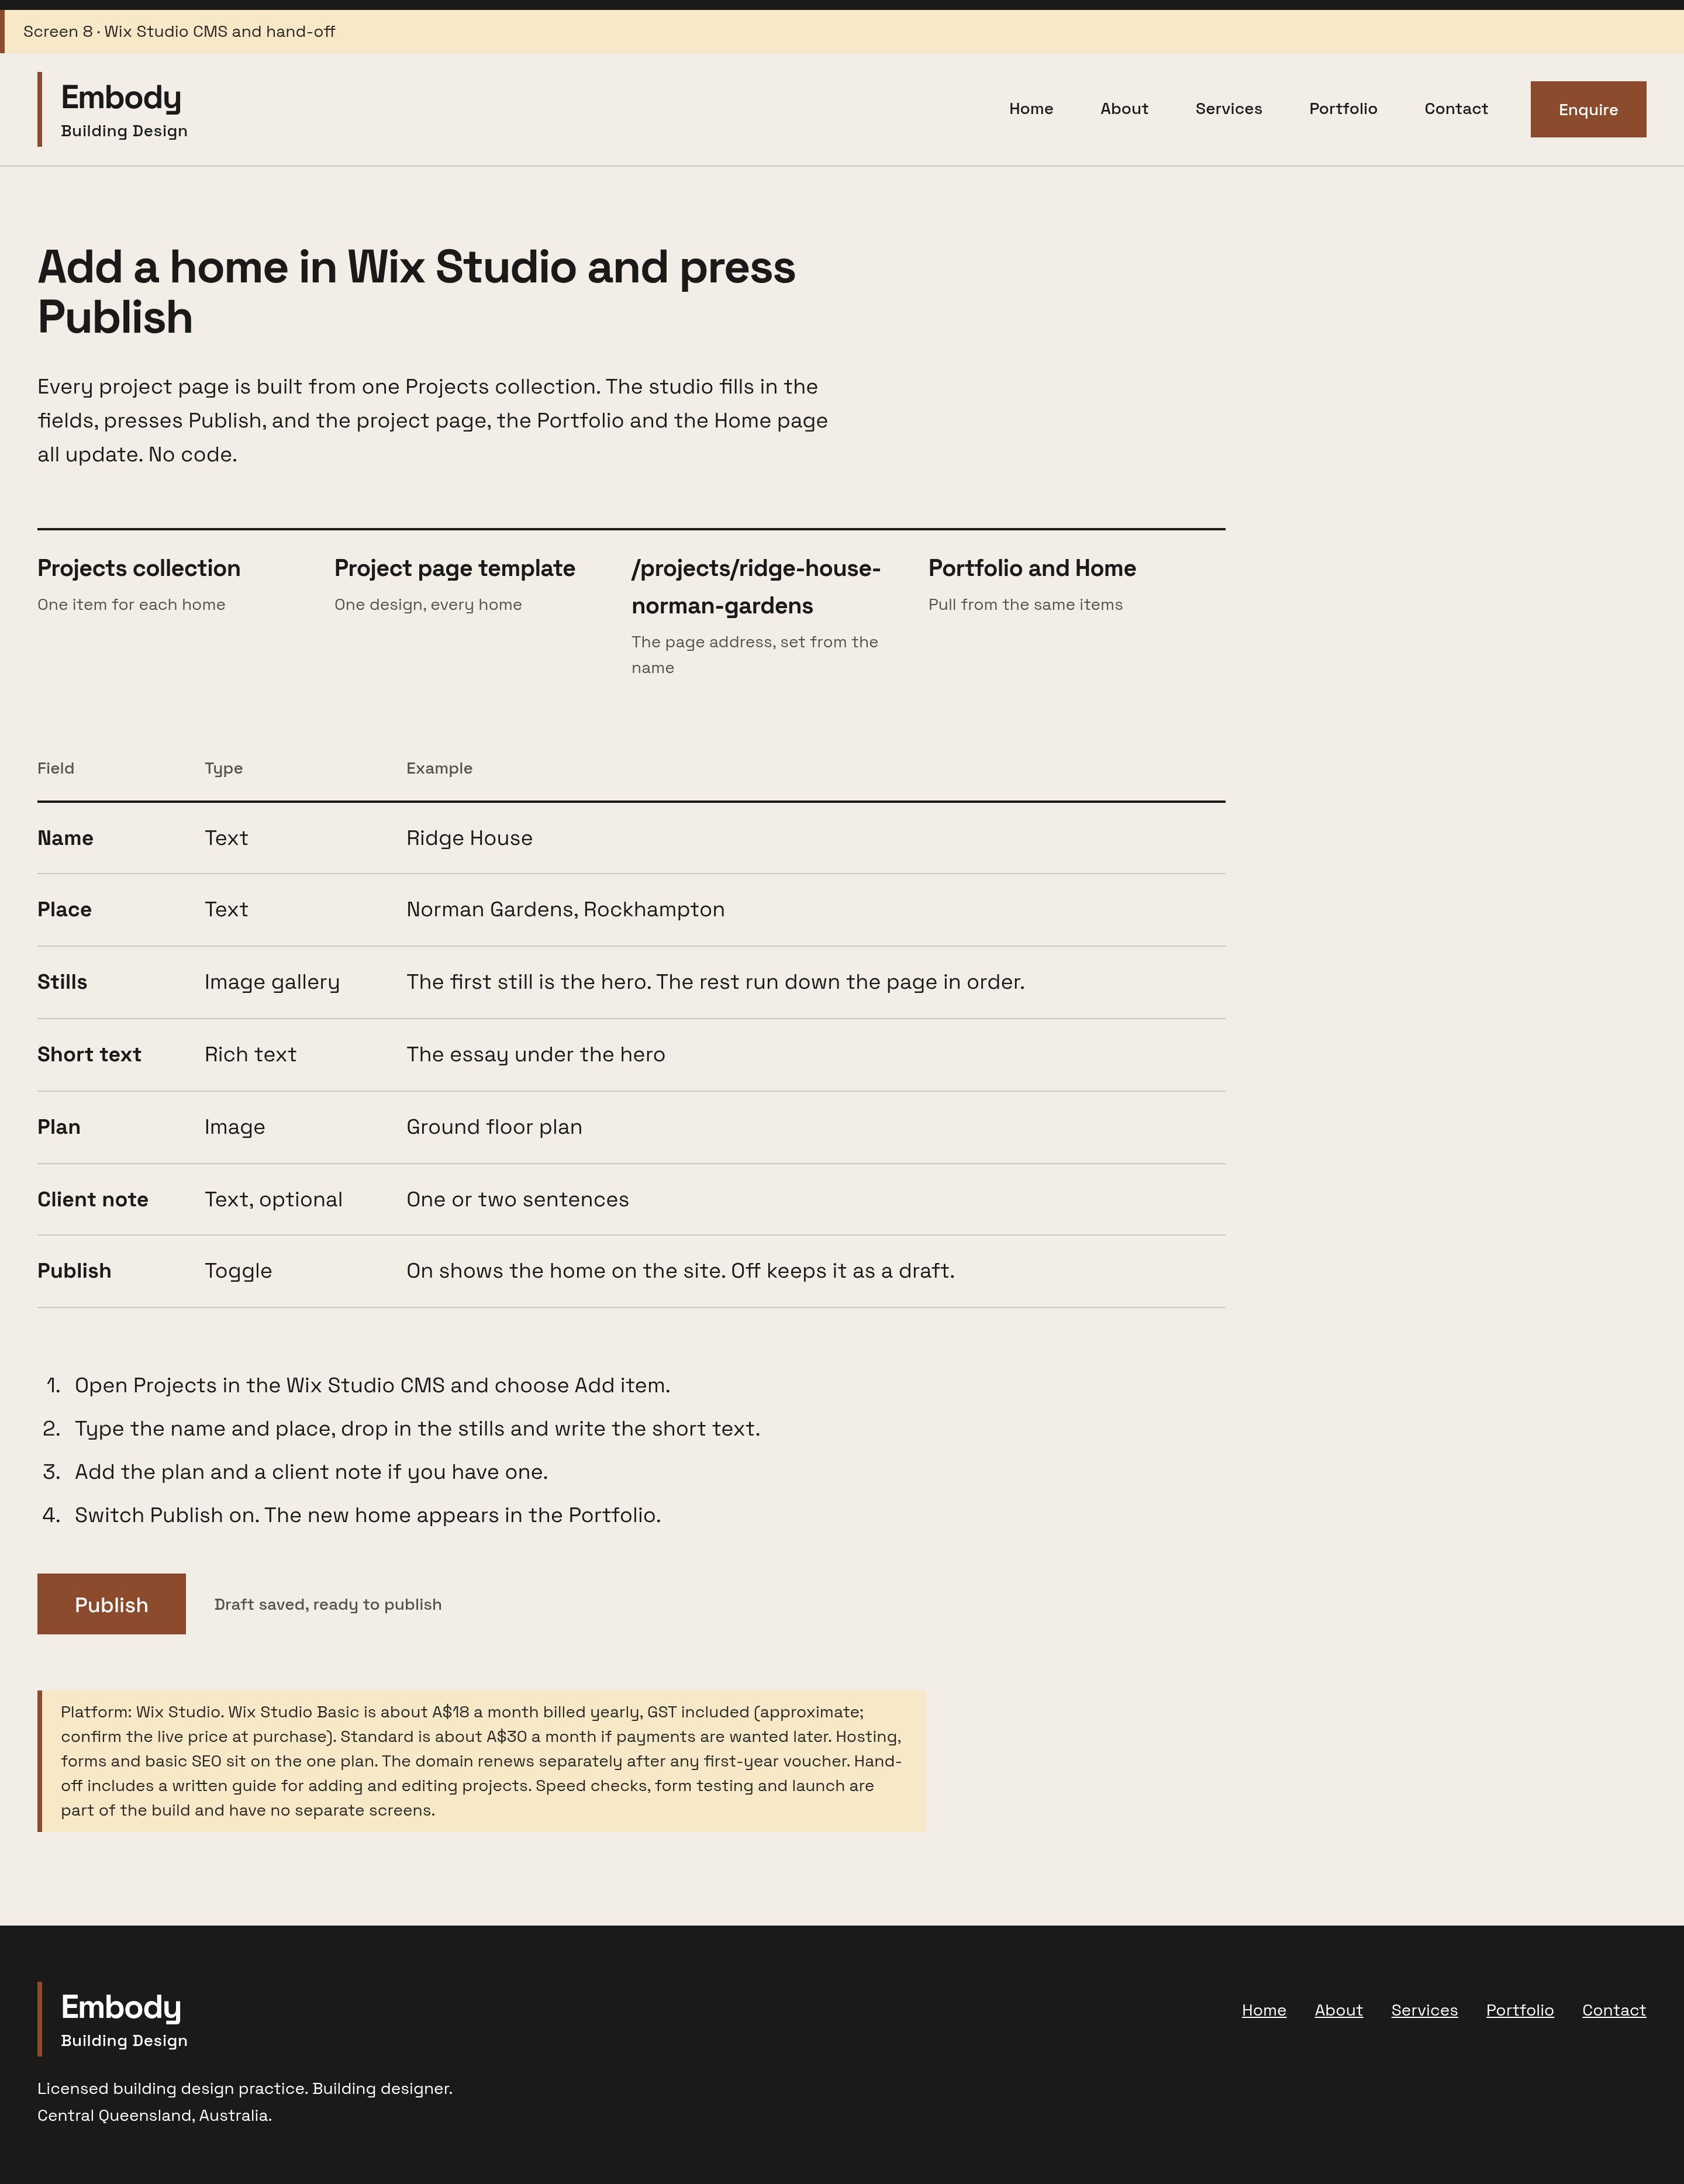 Screen 8 · Wix Studio CMS and hand-off
Embody
Building Design
Home
About
Services
Portfolio
Contact
Enquire
Add a home in Wix Studio and press
Publish
Every project page is built from one Projects collection. The studio fills in the
fields, presses Publish, and the project page, the Portfolio and the Home page
all update. No code.
Projects collection
One item for each home
Project page template
One design, every home
/projects/ridge-house-
norman-gardens
The page address, set from the
name
Portfolio and Home
Pull from the same items
Field Type Example
Name Text Ridge House
Place Text Norman Gardens, Rockhampton
Stills Image gallery The first still is the hero. The rest run down the page in order.
Short text Rich text The essay under the hero
Plan Image Ground floor plan
Client note Text, optional One or two sentences
Publish Toggle On shows the home on the site. Off keeps it as a draft.
1. Open Projects in the Wix Studio CMS and choose Add item.
2. Type the name and place, drop in the stills and write the short text.
3. Add the plan and a client note if you have one.
4. Switch Publish on. The new home appears in the Portfolio.
Publish
Draft saved, ready to publish
Platform: Wix Studio. Wix Studio Basic is about A$18 a month billed yearly, GST included (approximate;
confirm the live price at purchase). Standard is about A$30 a month if payments are wanted later. Hosting,
forms and basic SEO sit on the one plan. The domain renews separately after any first-year voucher. Hand-
off includes a written guide for adding and editing projects. Speed checks, form testing and launch are
part of the build and have no separate screens.
Embody
Building Design
Home
About
Services
Portfolio
Contact
Licensed building design practice. Building designer.
Central Queensland, Australia.